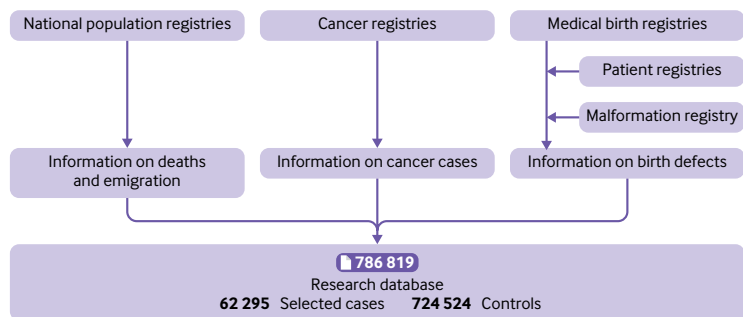 National population registries
Cancer registries
Medical birth registries
Patient registries
Malformation registry
Information on deaths
and emigration
Information on cancer cases
Information on birth defects
786 819
Research database
62 295 Selected cases 724 524 Controls